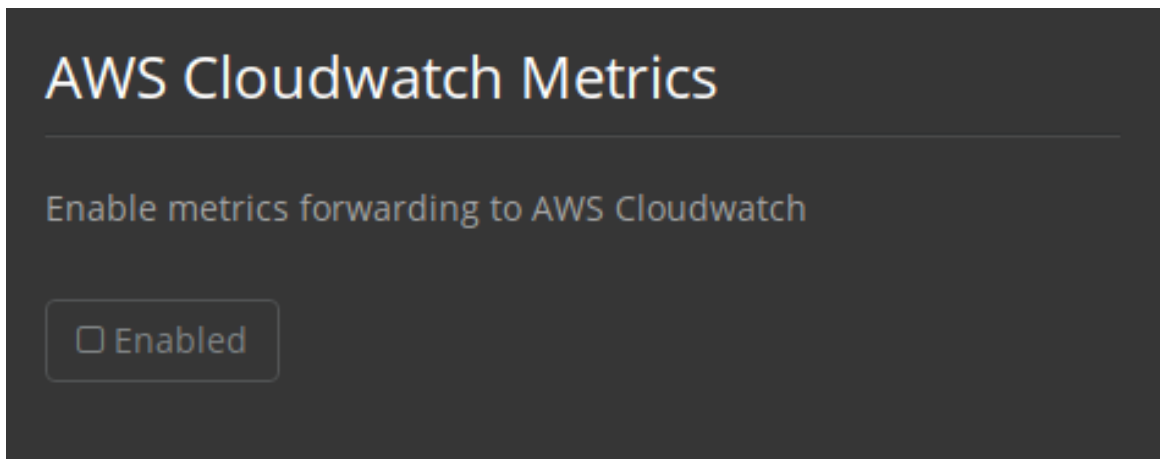 AWS Cloudwatch Metrics
Enable metrics forwarding to AWS Cloudwatch
Enabled